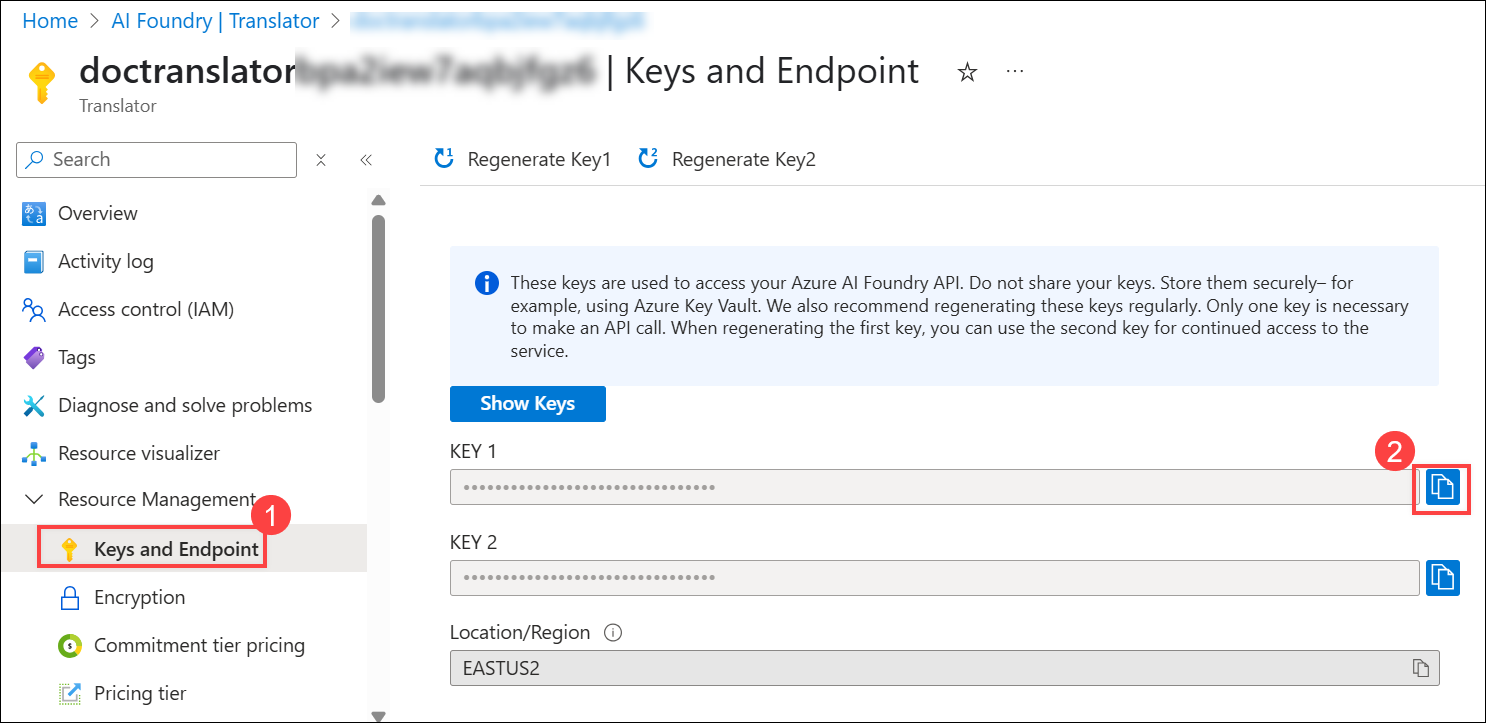 Home > AI Foundry | Translator >
doctranslator | Keys and Endpoint
Translator
Search
Regenerate Key1
Regenerate Key2
Overview
Activity log
Access control (IAM)
Tags
Diagnose and solve problems
Resource visualizer
Resource Management
1
Keys and Endpoint
Encryption
Commitment tier pricing
Pricing tier
These keys are used to access your Azure AI Foundry API. Do not share your keys. Store them securely– for
example, using Azure Key Vault. We also recommend regenerating these keys regularly. Only one key is necessary
to make an API call. When regenerating the first key, you can use the second key for continued access to the
service.
Show Keys
KEY 1
2
••••••••••••••••••••••••••••••••
KEY 2
••••••••••••••••••••••••••••••••
Location/Region
EASTUS2